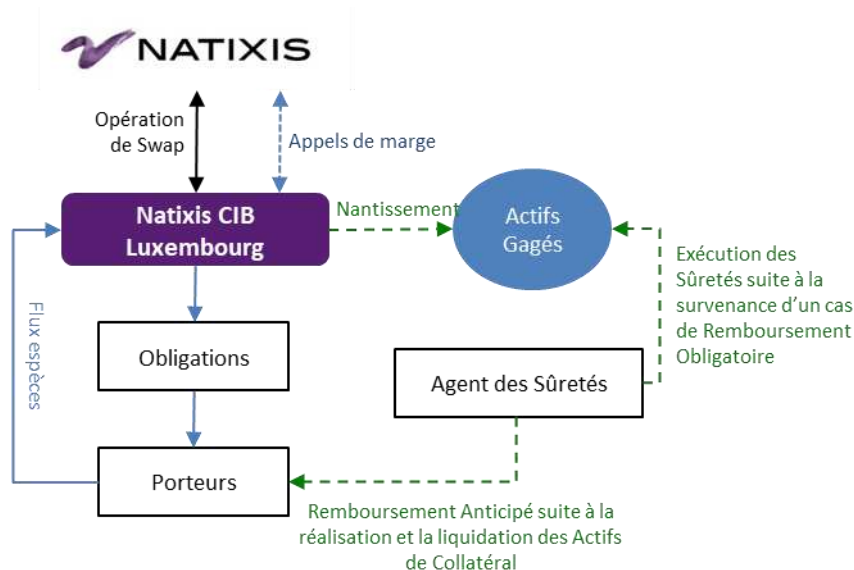 NATIXIS
Opération
de Swap
Appels de marge
Natixis CIB
Luxembourg
Nantissement
Actifs
Gagés
Exécution des
Sûretés suite à la
survenance d'un cas
de Remboursement
Obligatoire
Flux espèces
Obligations
Agent des Sûretés
Porteurs
Remboursement Anticipé suite à la
réalisation et la liquidation des Actifs
de Collatéral